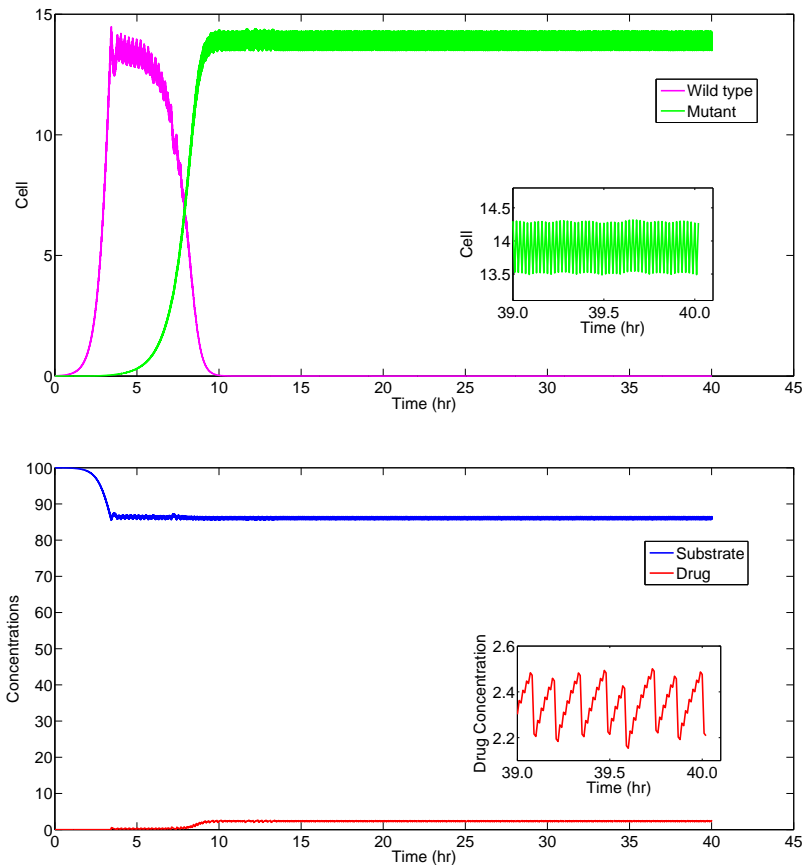 15
10
5
0
Cell
0 5 10 15 20 25 30 35 40 45
Time (hr)
Wild type
Mutant
14.5
14
13.5
Cell
39.0 39.5 40.0
Time (hr)
100
90
80
70
60
50
40
30
20
10
0
Concentrations
0 5 10 15 20 25 30 35 40 45
Time (hr)
Substrate
Drug
2.6
2.4
2.2
Drug Concentration
39.0 39.5 40.0
Time (hr)